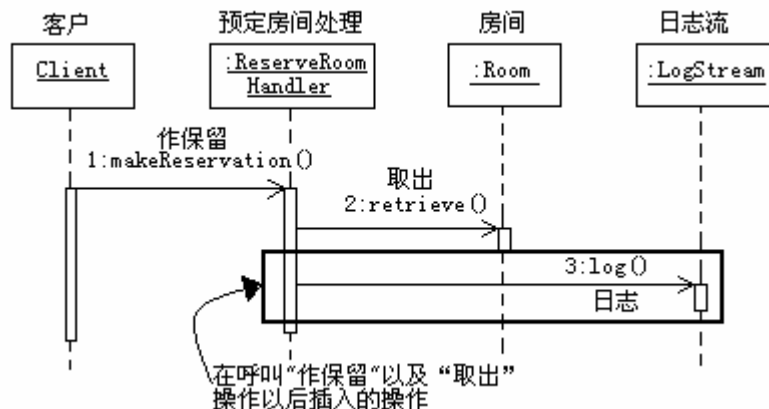 客户
预定房间处理
房间
日志流
Client
:ReserveRoom
Handler
:Room
:LogStream
作保留
1:makeReservation()
取出
2:retrieve()
3:log()
日志
在呼叫"作保留"以及“取出”
操作以后插入的操作